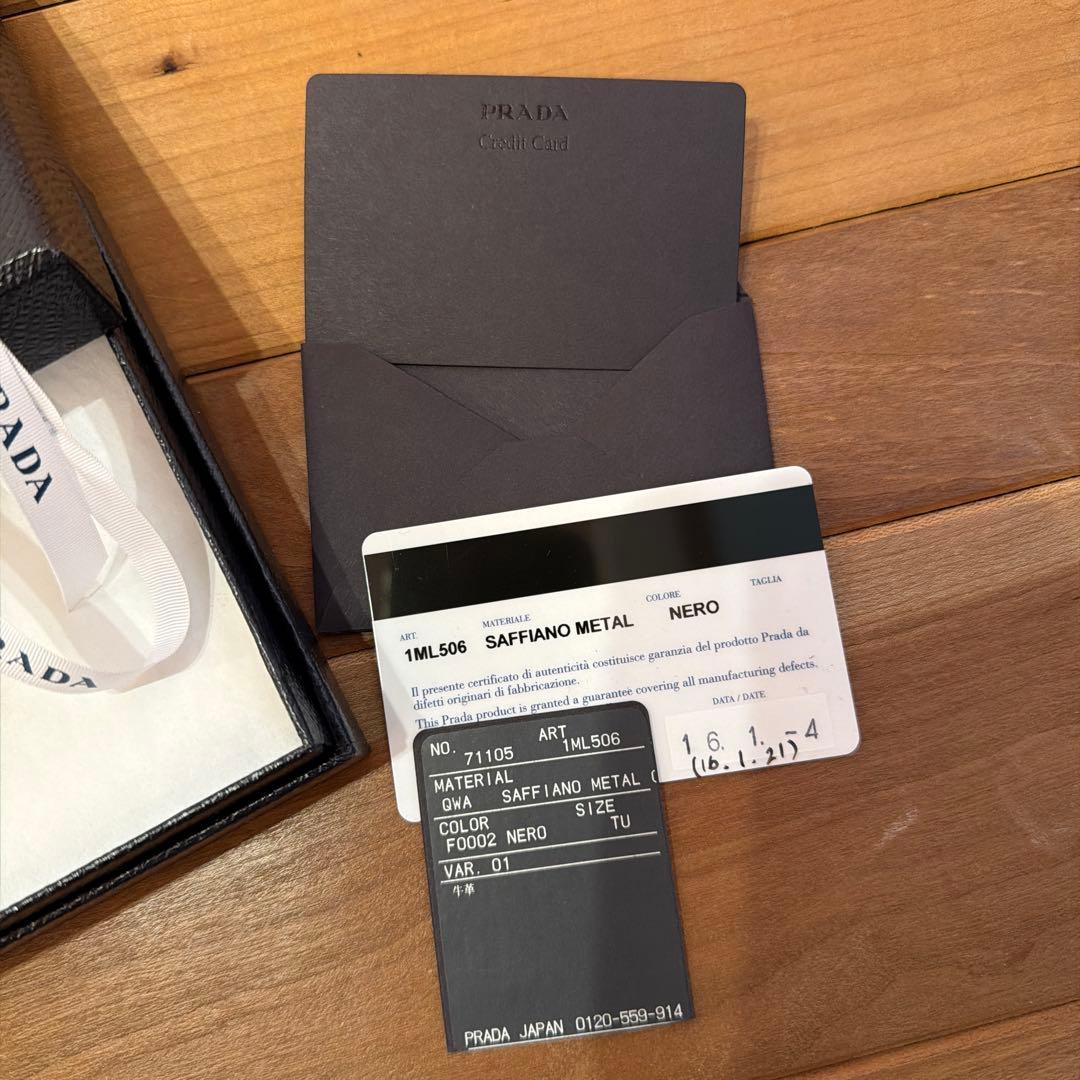 PRADA
Credit Card
RADA
RADA
TAGLIA
COLORE
NERO
MATERIALE
SAFFIANO METAL
ART.
1ML506
Il presente certificato di autenticità costituisce garanzia del prodotto Prada da
difetti originari di fabbricazione.
This Prada product is granted a guarantee covering all manufacturing defects.
DATA / DATE
16. 1. -4
(16.1.21)
NO. 71105 ART 1ML506
MATERIAL
QWA SAFFIANO METAL (
COLOR SIZE
F0002 NERO TU
VAR. 01
牛革
PRADA JAPAN 0120-559-914